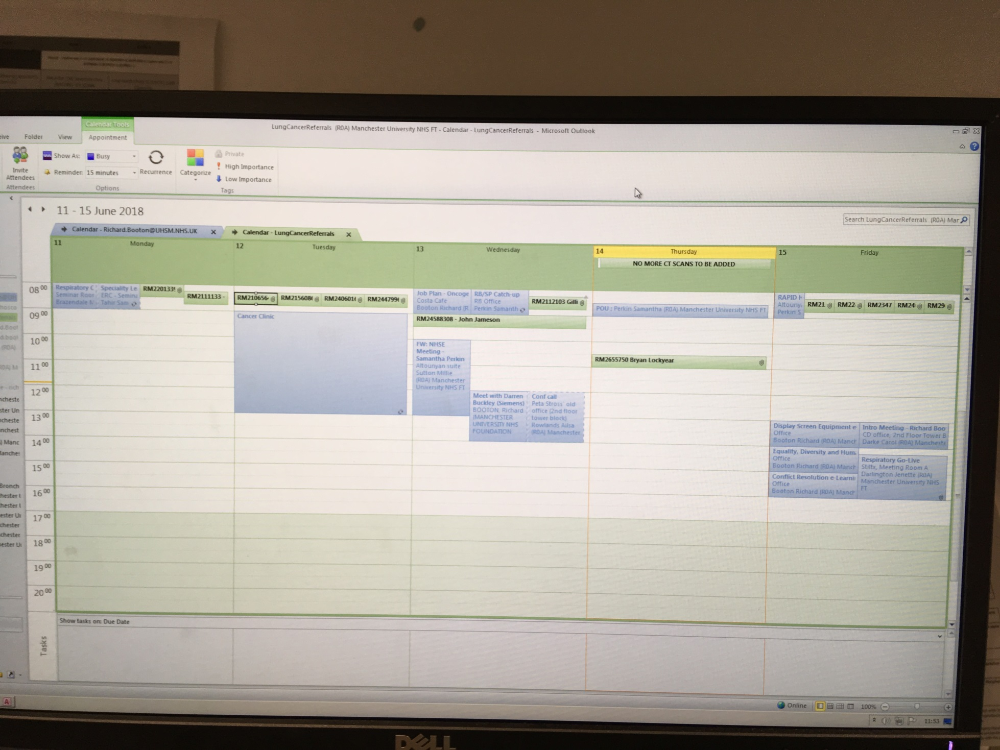 Calendar Tools
LungCancerReferrals (R0A) Manchester University NHS FT - Calendar - LungCancerReferrals - Microsoft Outlook
Folder View Appointment
Invite
Attendees
Attendees
Show As: Busy
Reminder: 15 minutes
Options
Recurrence
Categorize
Private
High Importance
Low Importance
Tags
11 - 15 June 2018
Search LungCancerReferrals (R0A) Mar
Calendar - Richard.Booton@UHSM.NHS.UK
Calendar - LungCancerReferrals
11 Monday
12 Tuesday
13 Wednesday
14 Thursday
15 Friday
NO MORE CT SCANS TO BE ADDED
08 00
09 00
10 00
11 00
12 00
13 00
14 00
15 00
16 00
17 00
18 00
19 00
20 00
Respiratory C
Seminar Roor
Brazendale
Speciality Le
ERC - Semina
Tahir Sam
RM220133
RM2111133 -
RM210656
RM215608
RM240601
RM244799
Cancer Clinic
Job Plan - Oncoge
Costa Cafe
Booton Richard (R
RB/SP Catch-up
RB Office
Perkin Samanth
RM2112103 Gilli
RM24588308 - John Jameson
FW: NHSE
Meeting -
Samantha Perkin
Altounyan suite
Sutton Millie
(R0A) Manchester
University NHS FT
Meet with Darren
Buckley (Siemens)
BOOTON, Richard
(MANCHESTER
UNIVERSITY NHS
FOUNDATION
Conf call
Peta Stross' old
office (2nd floor
tower block)
Rowlands Ailsa
(R0A) Manchester
POU : Perkin Samantha (R0A) Manchester University NHS FT
RM2655750 Bryan Lockyear
RAPID
Altouny
Perkin S
RM21
RM22
RM2347
RM24
RM29
Display Screen Equipment e
Office
Booton Richard (R0A) Manch
Intro Meeting - Richard Boo
CD office, 2nd Floor Tower B
Darke Carol (R0A) Mancheste
Equality, Diversity and Hum
Office
Booton Richard (R0A) Manch
Respiratory Go-Live
Stiltx, Meeting Room A
Darlington Jenette (R0A)
Manchester University NHS
FT
Conflict Resolution e-Learni
Office
Booton Richard (R0A) Manch
Show tasks on: Due Date
Tasks
Online
100%
11:53
DELL